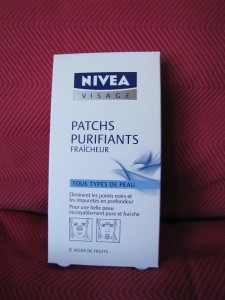 NIVEA
VISAGE
PATCHS
PURIFIANTS
FRAÎCHEUR
TOUS TYPES DE PEAU
Éliminent les points noirs et
les impuretés en profondeur
Pour une belle peau
incroyablement pure et fraîche
ACIDE DE FRUITS